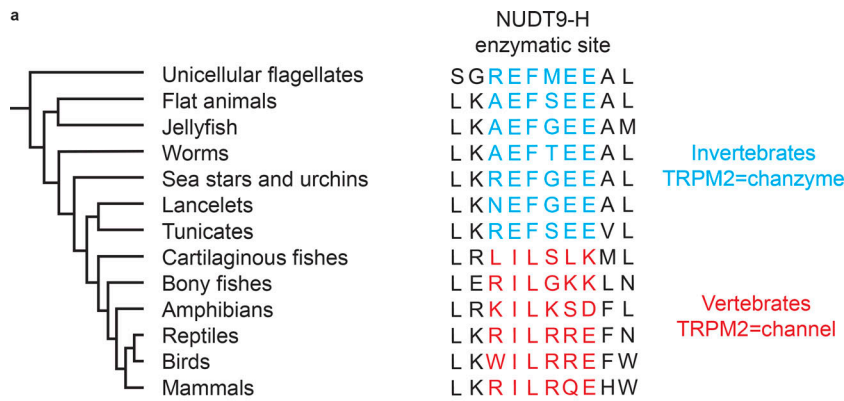 a
NUDT9-H
enzymatic site
Unicellular flagellates S G R E F M E E A L
Flat animals L K A E F S E E A L
Jellyfish L K A E F G E E A M
Worms L K A E F T E E A L
Invertebrates
Sea stars and urchins L K R E F G E E A L
TRPM2=chanzyme
Lancelets L K N E F G E E A L
Tunicates L K R E F S E E V L
Cartilaginous fishes L R L I L S L K M L
Bony fishes L E R I L G K K L N
Amphibians L R K I L K S D F L
Vertebrates
TRPM2=channel
Reptiles L K R I L R R E F N
Birds L K W I L R R E F W
Mammals L K R I L R Q E H W